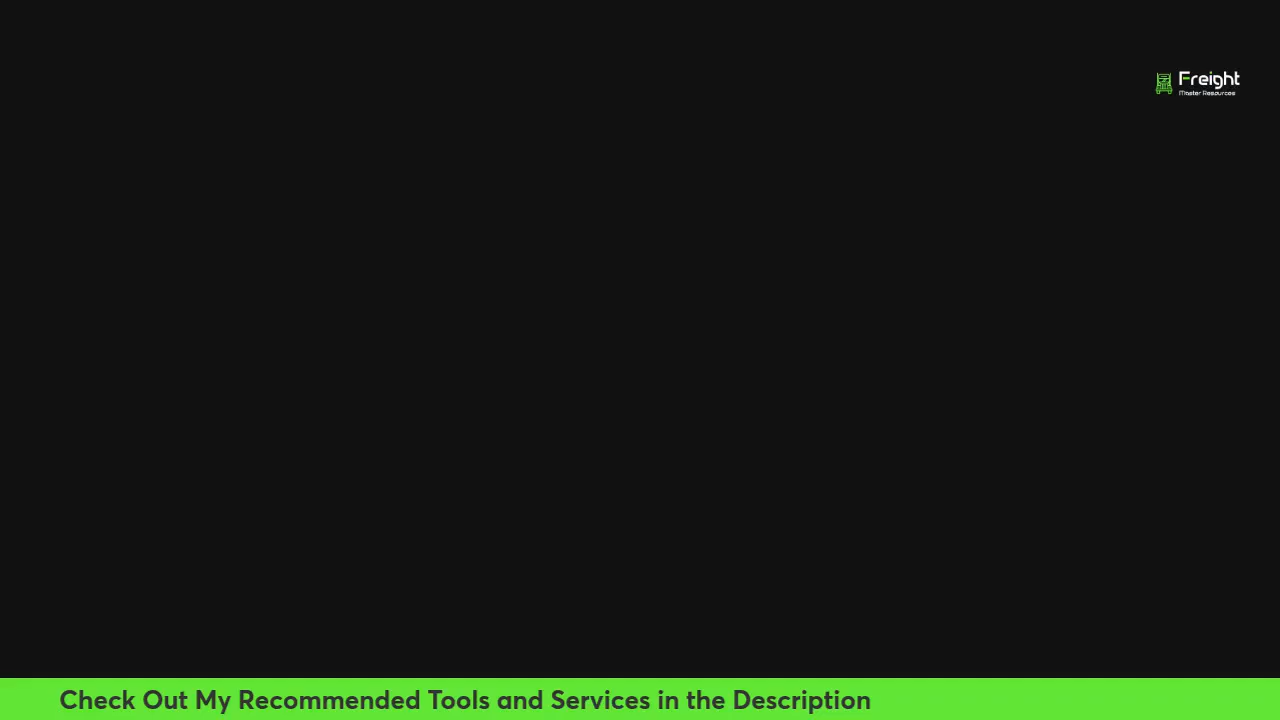 Freight
Master Resources
Check Out My Recommended Tools and Services in the Description